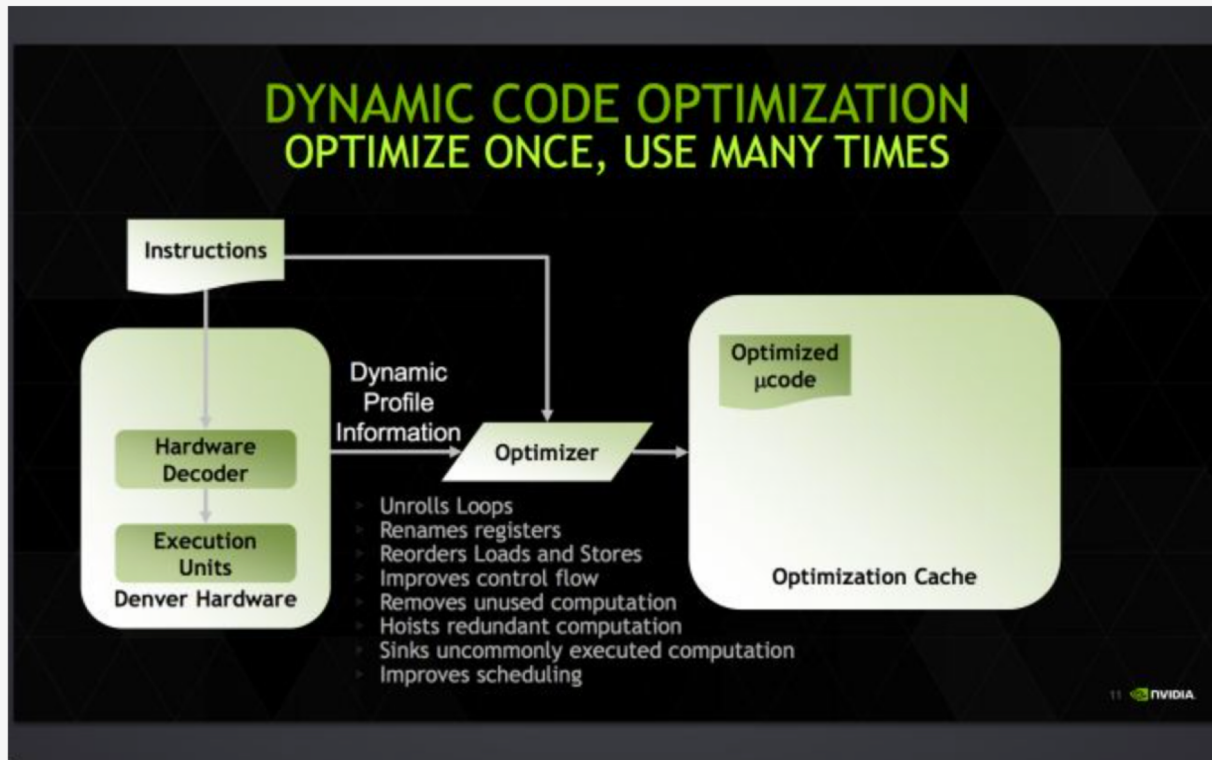 DYNAMIC CODE OPTIMIZATION
OPTIMIZE ONCE, USE MANY TIMES
Instructions
Hardware
Decoder
Execution
Units
Denver Hardware
Dynamic
Profile
Information
Optimizer
Unrolls Loops
Renames registers
Reorders Loads and Stores
Improves control flow
Removes unused computation
Hoists redundant computation
Sinks uncommonly executed computation
Improves scheduling
Optimized
μcode
Optimization Cache
11 NVIDIA.